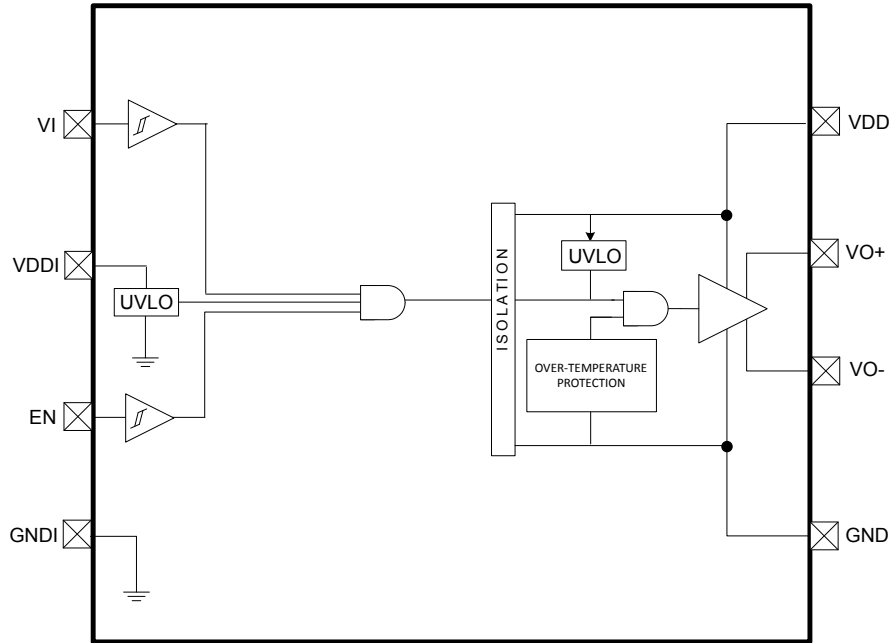 VI
VDD
VDDI
UVLO
EN
GNDI
ISOLATION
UVLO
OVER-TEMPERATURE
PROTECTION
VO+
VO-
GND